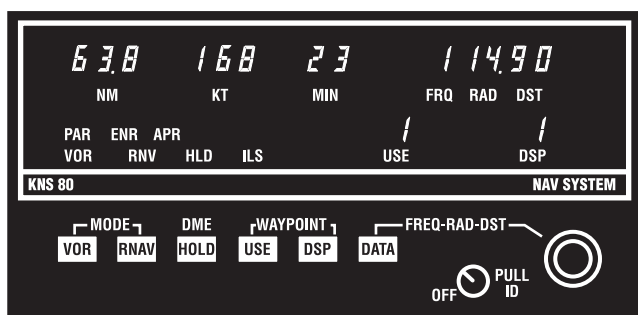 63.8 168 23 114.90
NM KT MIN FRQ RAD DST
PAR ENR APR 1 1
VOR RNV HLD ILS USE DSP
KNS 80 NAV SYSTEM
MODE DME WAYPOINT FREQ-RAD-DST
VOR RNAV HOLD USE DSP DATA
OFF PULL ID